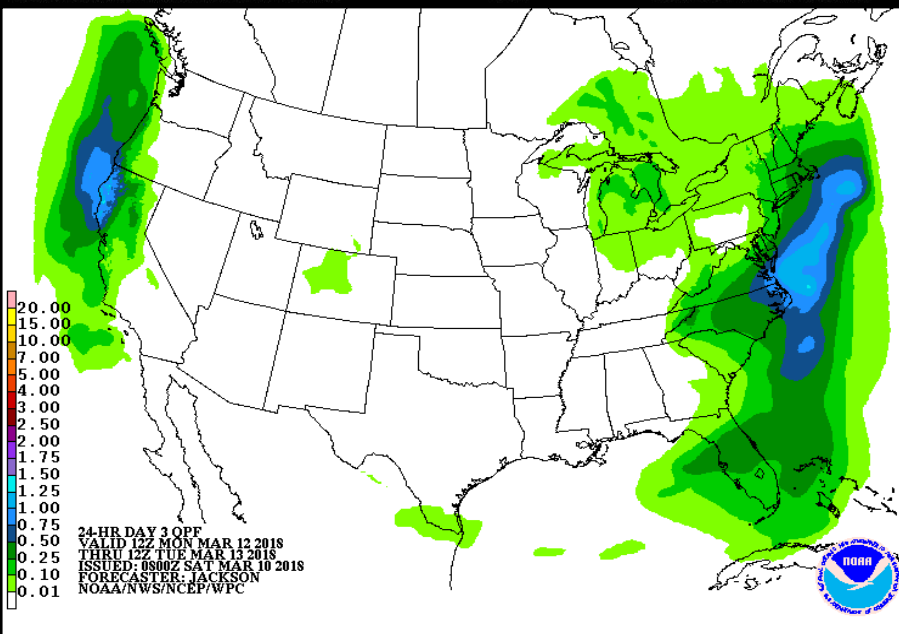 20.00
15.00
10.00
7.00
5.00
4.00
3.00
2.50
2.00
1.75
1.50
1.25
1.00
0.75
0.50
0.25
0.10
0.01
24-HR DAY 3 QPF
VALID 12Z MON MAR 12 2018
THRU 12Z TUE MAR 13 2018
ISSUED: 0800Z SAT MAR 10 2018
FORECASTER: JACKSON
NOAA/NWS/NCEP/WPC
NOAA